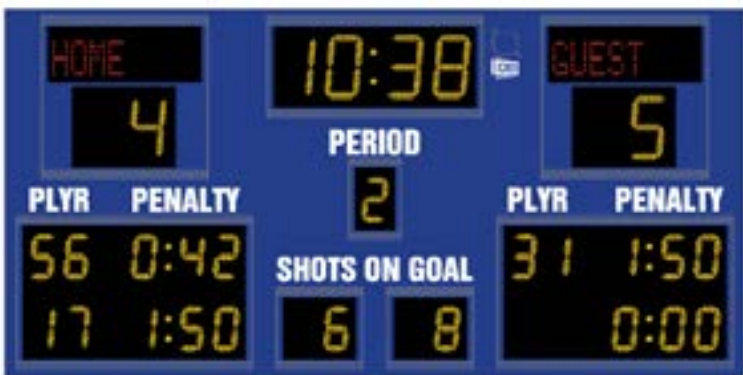 HOME 10:38 GUEST
4 PERIOD 5
2
PLYR PENALTY PLYR PENALTY
56 0:42 SHOTS ON GOAL 31 1:50
17 1:50 6 8 0:00